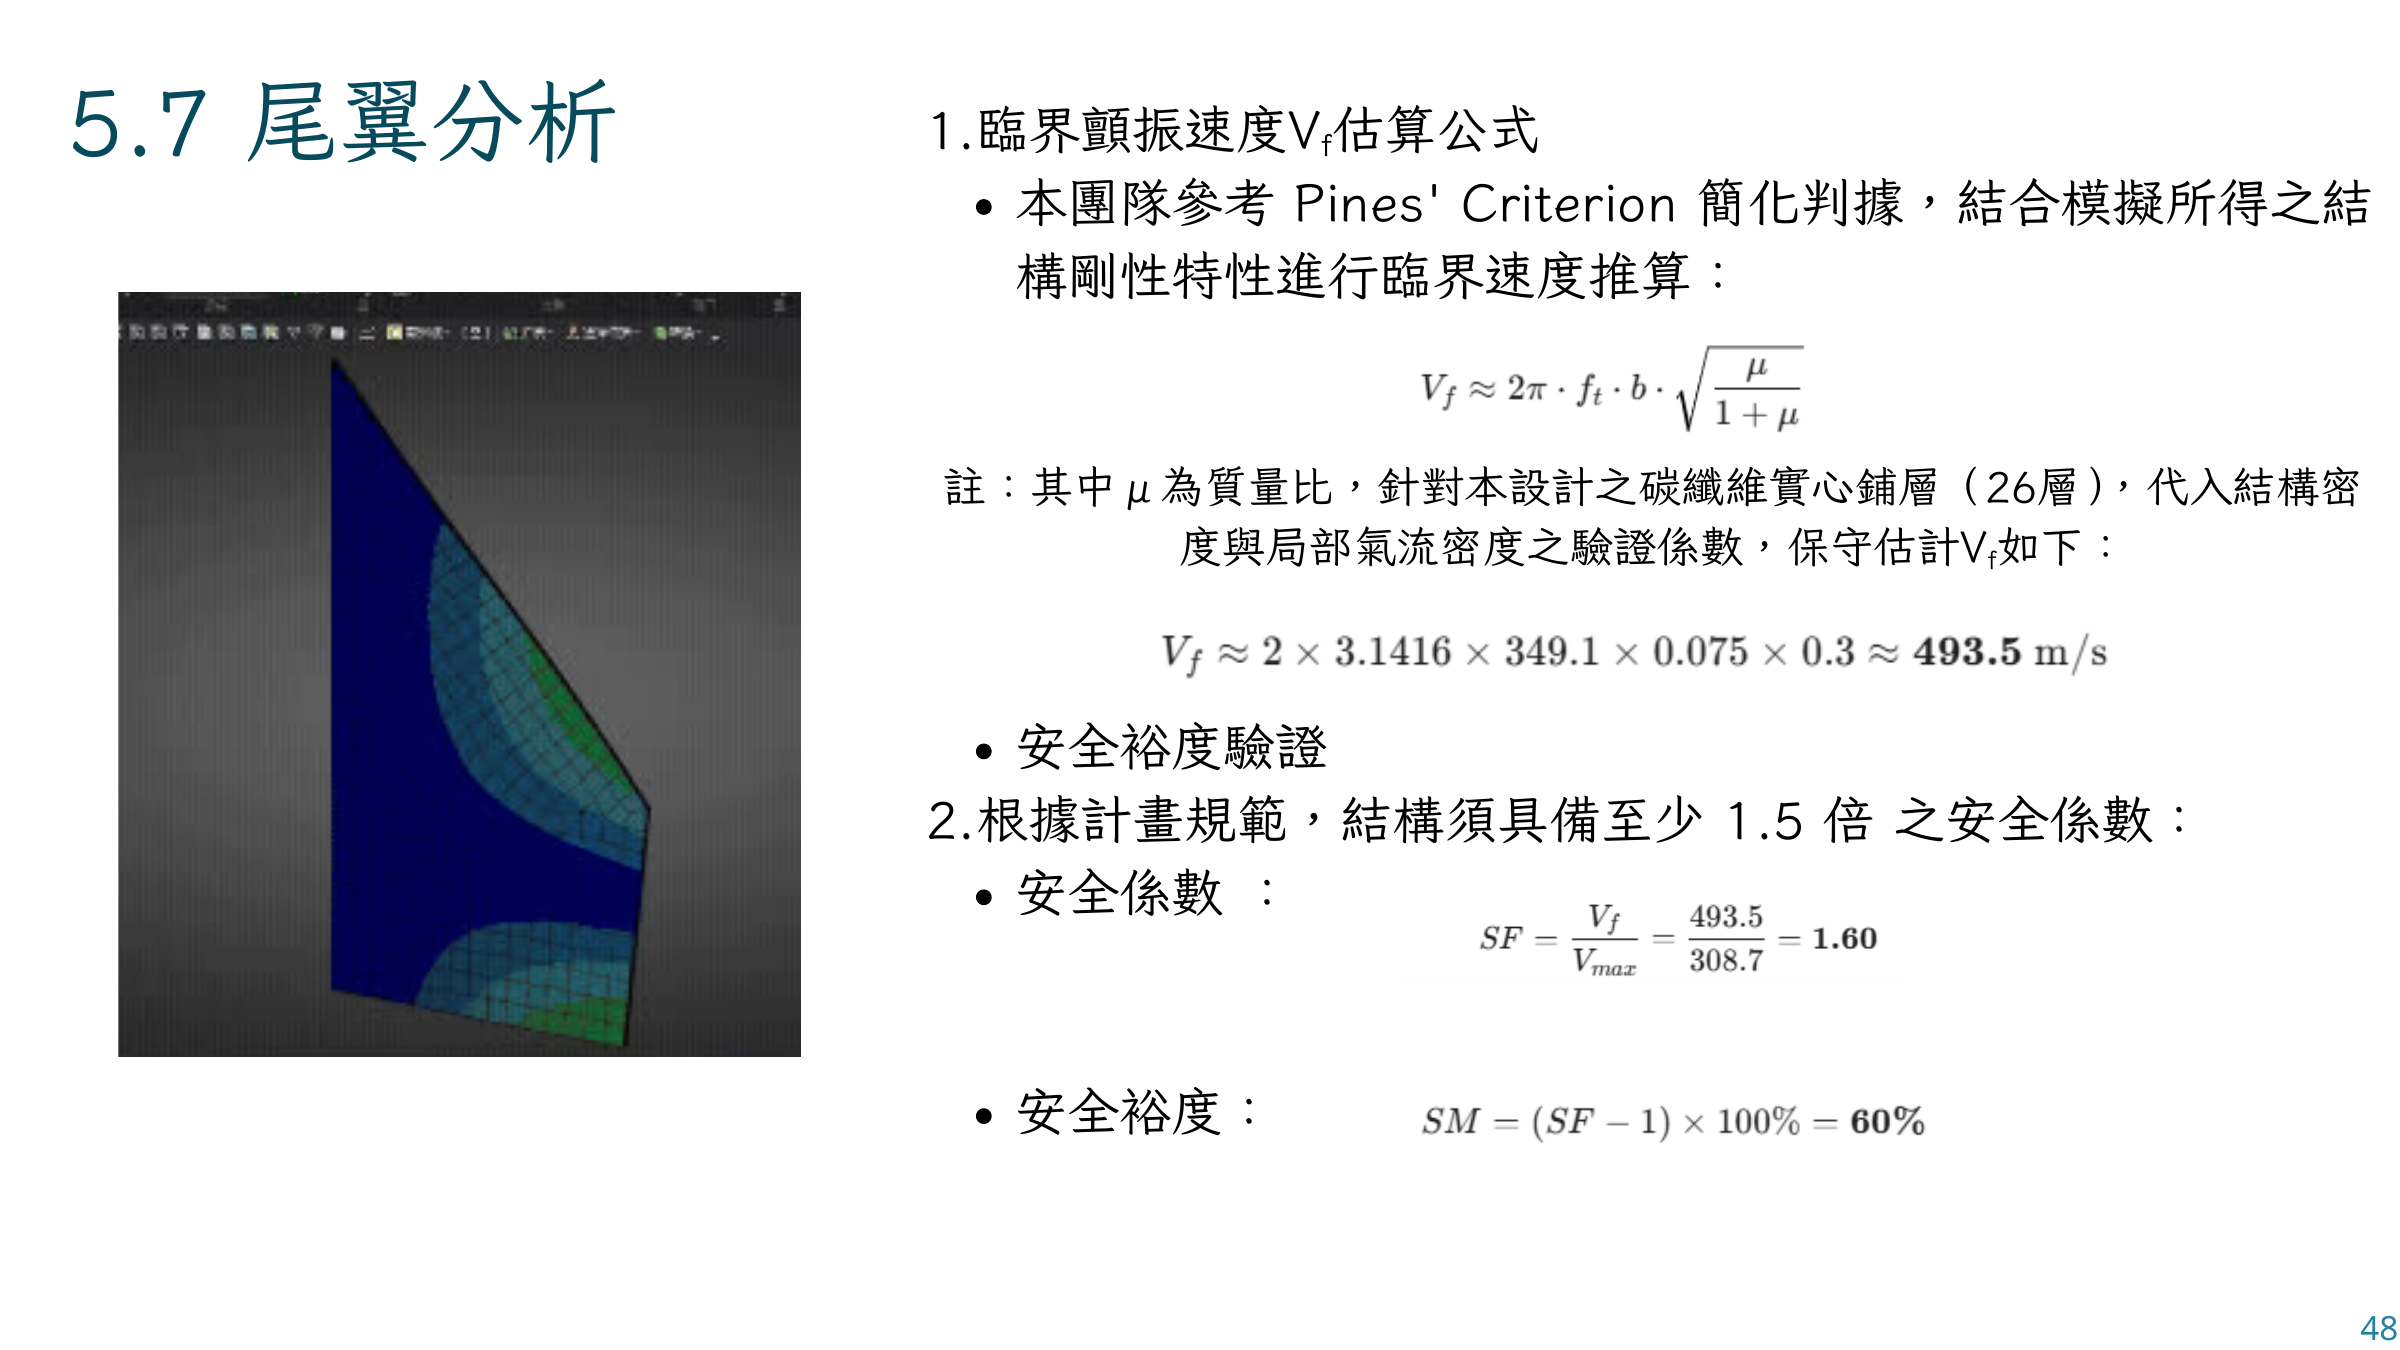 5.7 尾翼分析
1.臨界顫振速度Vf估算公式
• 本團隊參考 Pines' Criterion 簡化判據，結合模擬所得之結
構剛性特性進行臨界速度推算：
V_f ≈ 2π · f_t · b · √(μ / (1 + μ))
註：其中 μ 為質量比，針對本設計之碳纖維實心鋪層（26層），代入結構密
度與局部氣流密度之驗證係數，保守估計Vf如下：
V_f ≈ 2 × 3.1416 × 349.1 × 0.075 × 0.3 ≈ 493.5 m/s
• 安全裕度驗證
2.根據計畫規範，結構須具備至少 1.5 倍 之安全係數：
• 安全係數 ：
SF = V_f / V_max = 493.5 / 308.7 = 1.60
• 安全裕度：
SM = (SF − 1) × 100% = 60%
48